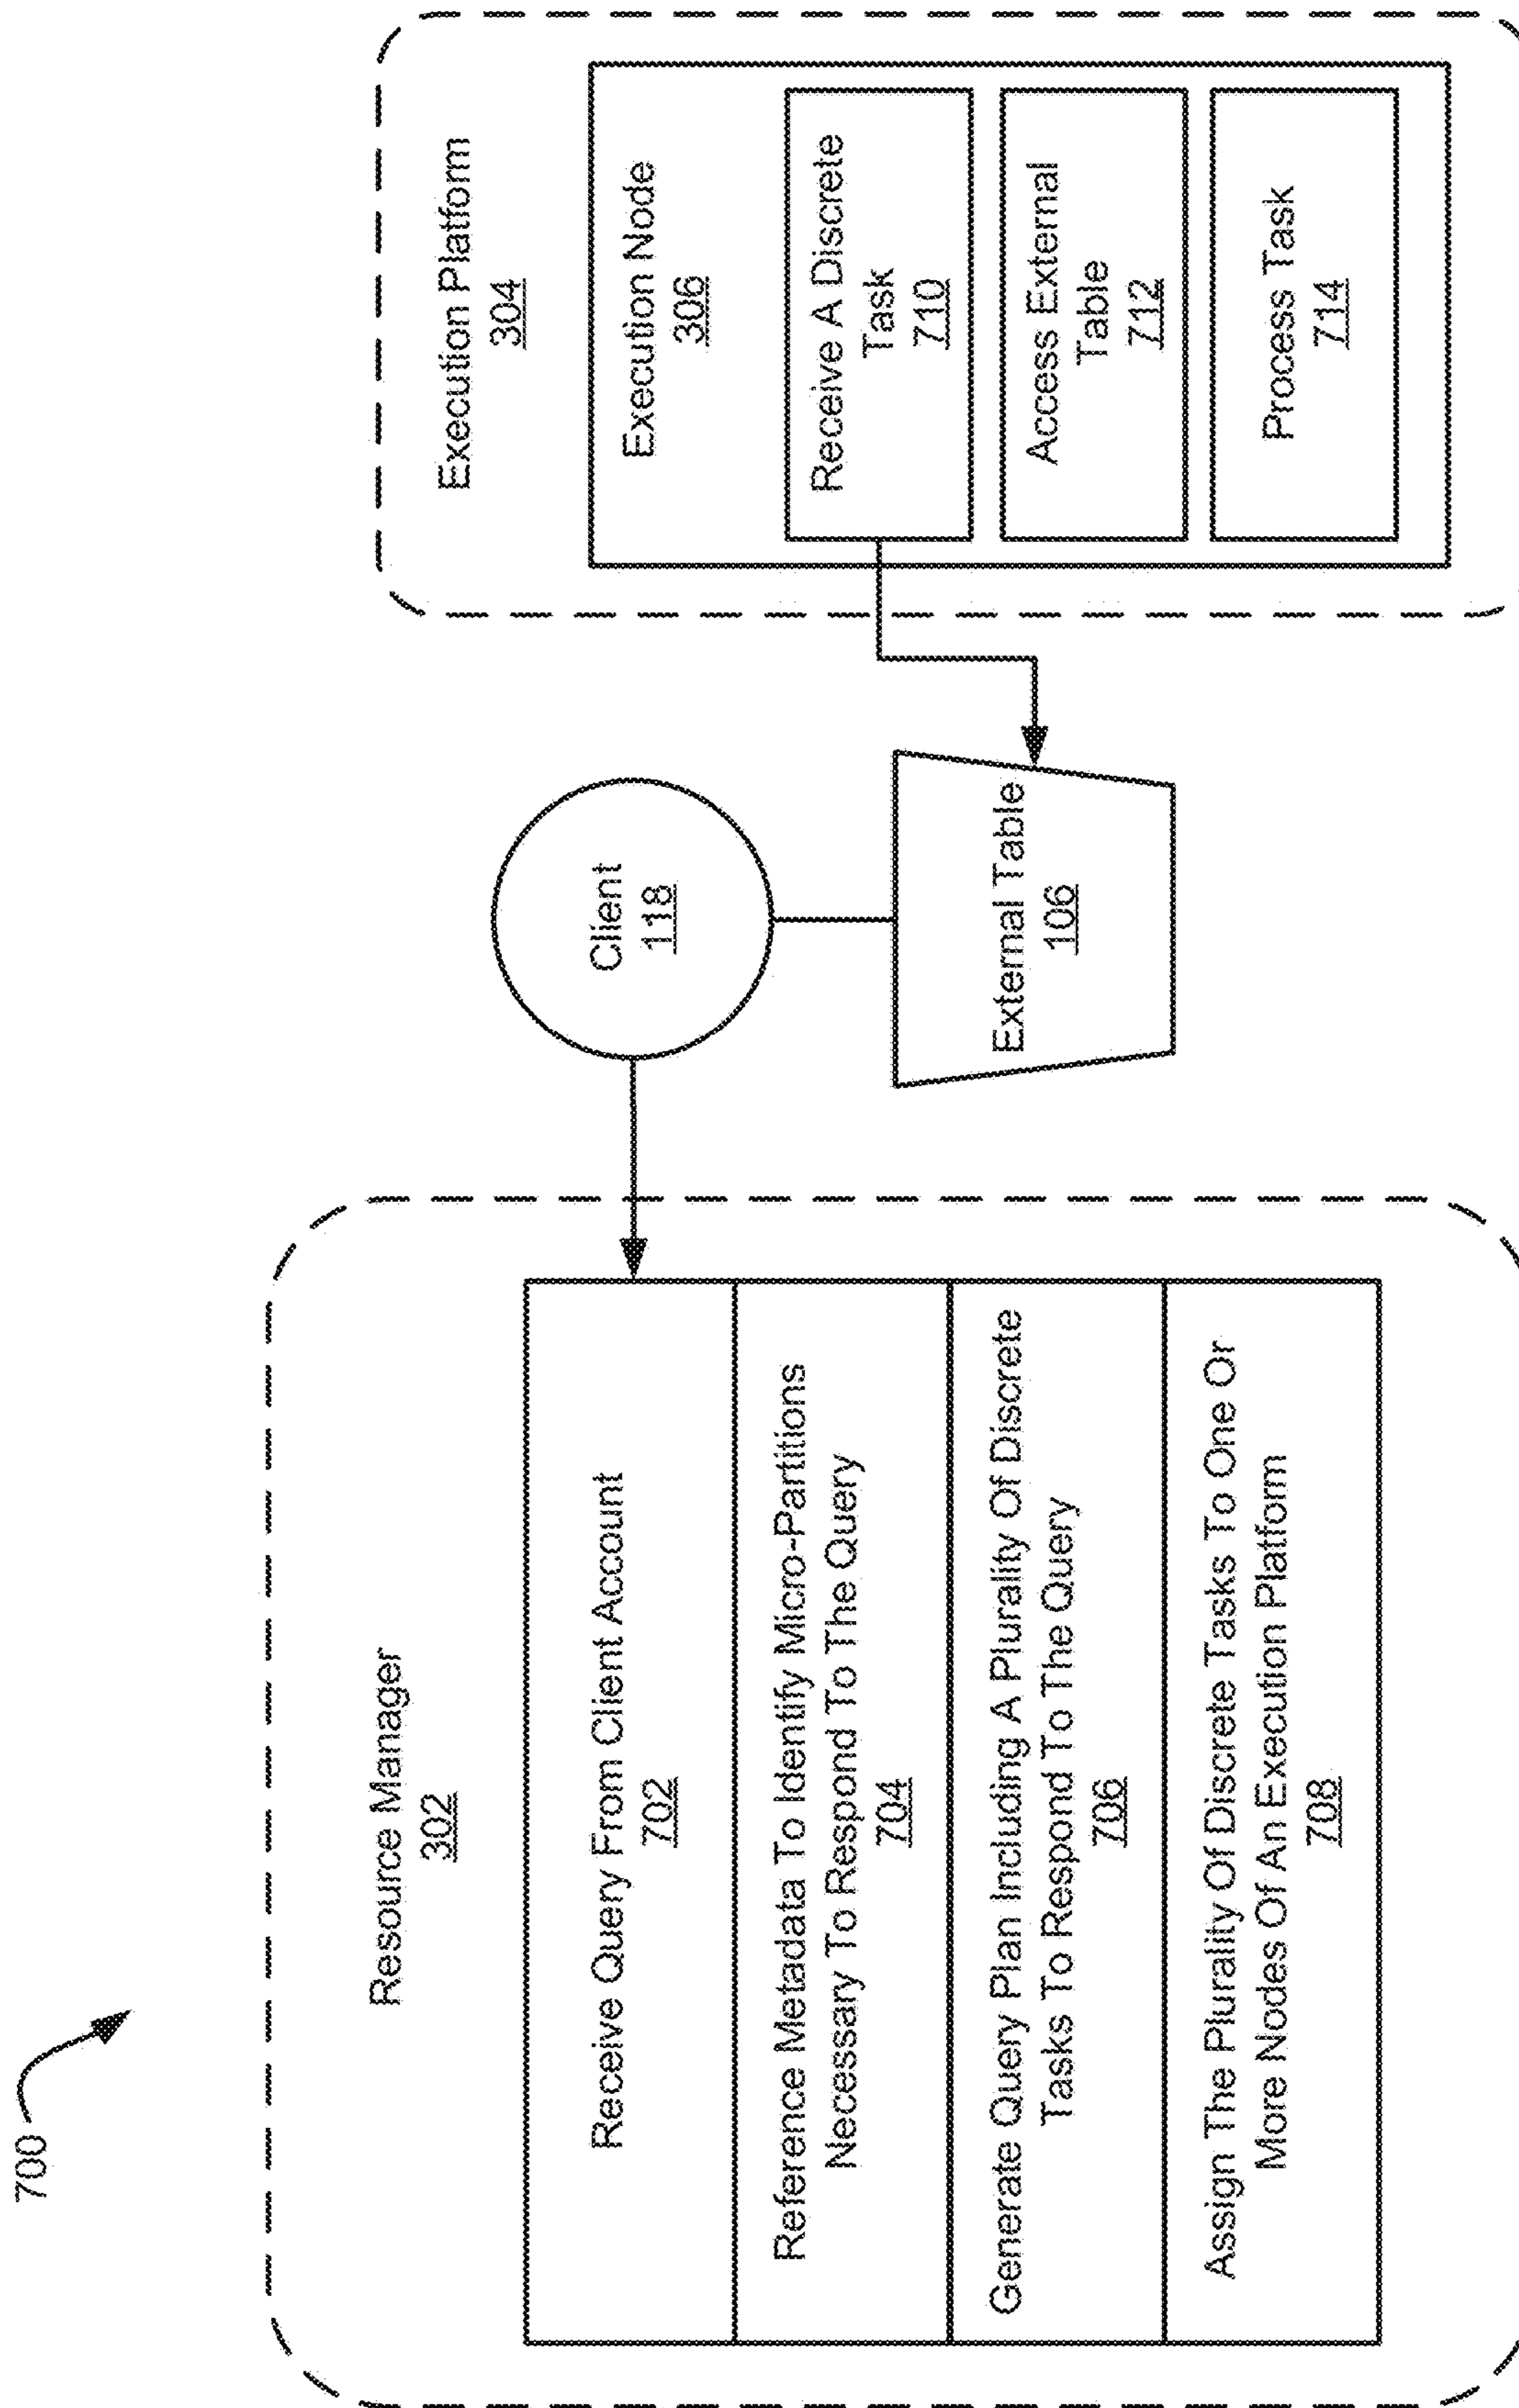 700
Resource Manager
302
Receive Query From Client Account
702
Reference Metadata To Identify Micro-Partitions
Necessary To Respond To The Query
704
Generate Query Plan Including A Plurality Of Discrete
Tasks To Respond To The Query
706
Assign The Plurality Of Discrete Tasks To One Or
More Nodes Of An Execution Platform
708
Client
118
External Table
106
Execution Platform
304
Execution Node
306
Receive A Discrete
Task
710
Access External
Table
712
Process Task
714